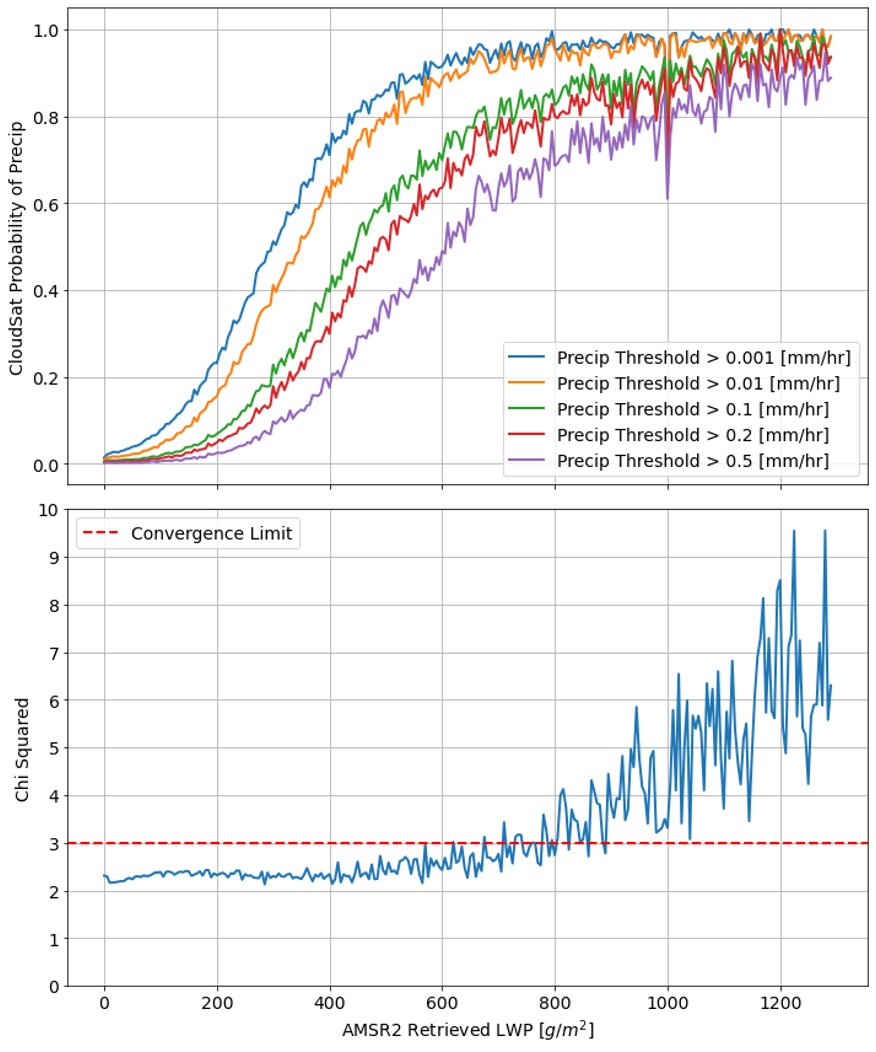 1.0
0.8
0.6
0.4
0.2
0.0
CloudSat Probability of Precip
Precip Threshold > 0.001 [mm/hr]
Precip Threshold > 0.01 [mm/hr]
Precip Threshold > 0.1 [mm/hr]
Precip Threshold > 0.2 [mm/hr]
Precip Threshold > 0.5 [mm/hr]
10
9
8
7
6
5
4
3
2
1
0
Chi Squared
Convergence Limit
0 200 400 600 800 1000 1200
AMSR2 Retrieved LWP [g/m²]